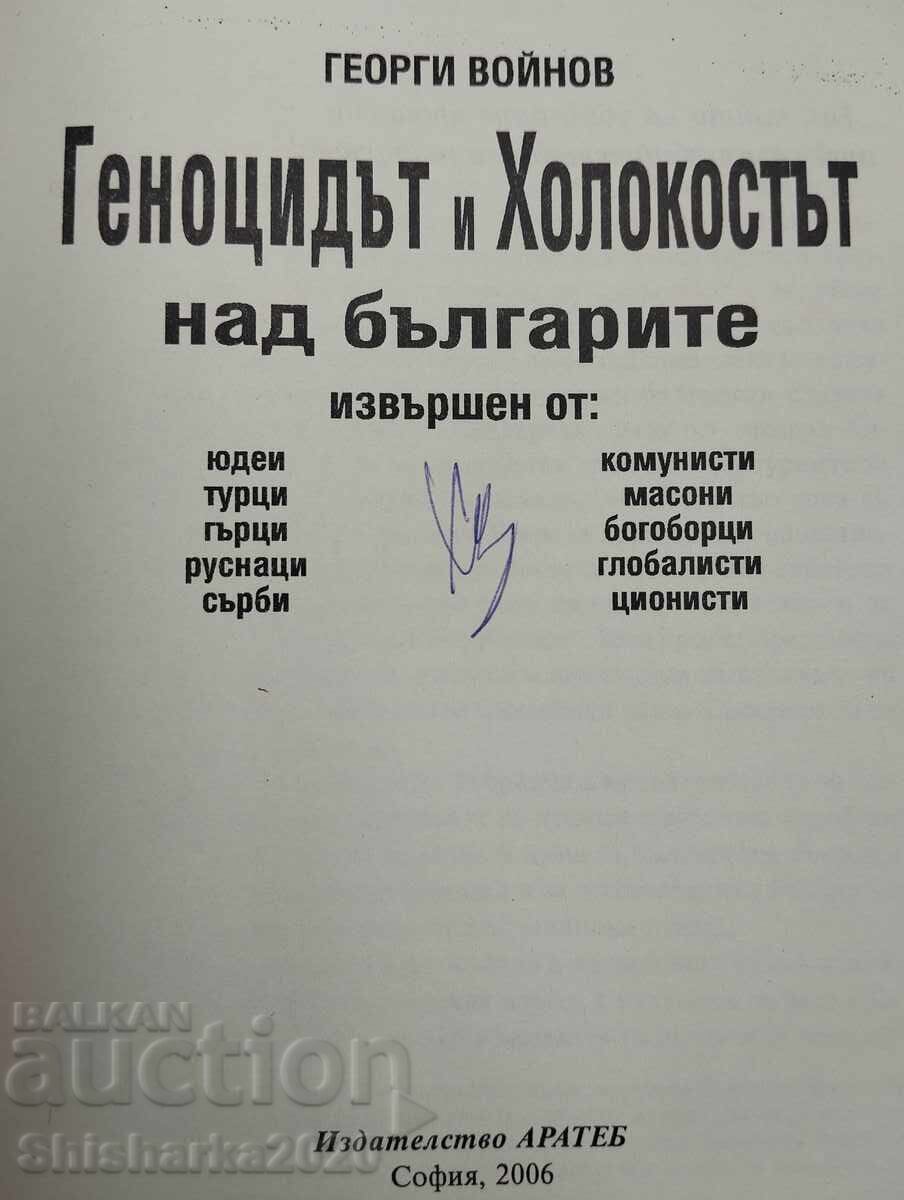 ГЕОРГИ ВОЙНОВ
Геноцидът и Холокостът
над българите
извършен от:
юдеи
турци
гърци
руснаци
сърби
комунисти
масони
богоборци
глобалисти
ционисти
BALKAN
auction
Shisharka2020
Издателство АРАТЕБ
София, 2006